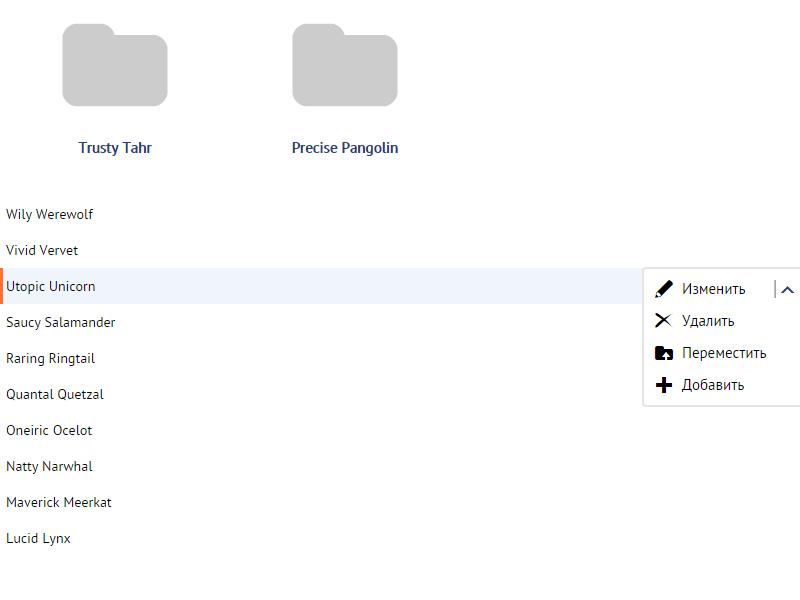 Trusty Tahr
Precise Pangolin
Wily Werewolf
Vivid Vervet
Utopic Unicorn
Saucy Salamander
Raring Ringtail
Quantal Quetzal
Oneiric Ocelot
Natty Narwhal
Maverick Meerkat
Lucid Lynx
Изменить
Удалить
Переместить
Добавить